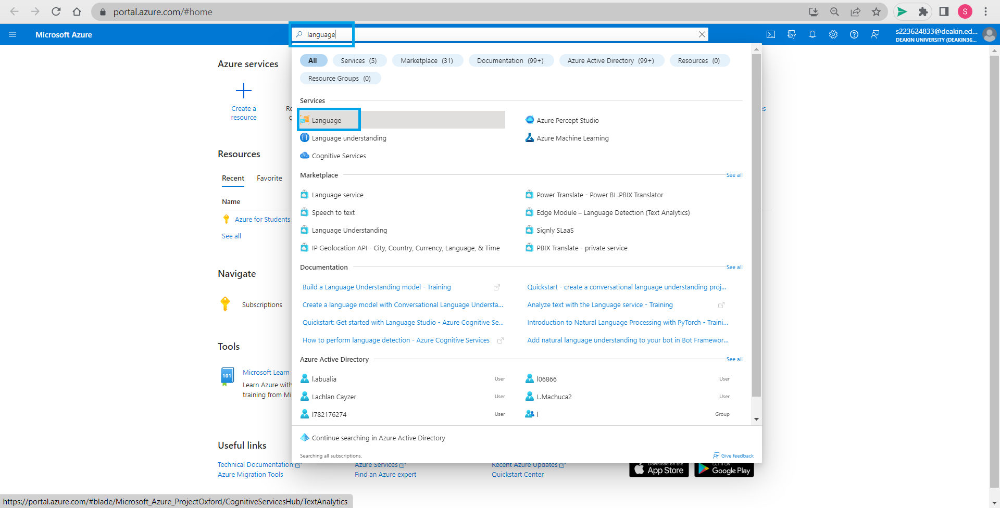 portal.azure.com/#home
S
Microsoft Azure
language
s223624833@deakin.ed...
DEAKIN UNIVERSITY (DEAKIN36...
All
Services (5)
Marketplace (31)
Documentation (99+)
Azure Active Directory (99+)
Resources (0)
Resource Groups (0)
Azure services
Create a
resource
Services
Language
Azure Percept Studio
Language understanding
Azure Machine Learning
Cognitive Services
Resources
Recent
Favorite
Name
Azure for Students
See all
Marketplace
See all
Language service
Power Translate - Power BI .PBIX Translator
Speech to text
Edge Module – Language Detection (Text Analytics)
Language Understanding
Signly SLaaS
IP Geolocation API - City, Country, Currency, Language, & Time
PBIX Translate - private service
Documentation
See all
Build a Language Understanding model - Training
Quickstart - create a conversational language understanding proj...
Create a language model with Conversational Language Understa...
Analyze text with the Language service - Training
Quickstart: Get started with Language Studio - Azure Cognitive Se...
Introduction to Natural Language Processing with PyTorch - Traini...
How to perform language detection - Azure Cognitive Services
Add natural language understanding to your bot in Bot Framewor...
Navigate
Subscriptions
Azure Active Directory
See all
l.abualia
User
l06866
User
Lachlan Cayzer
User
L.Machuca2
User
l782176274
User
l
Group
Tools
101
Microsoft Learn
Learn Azure with
training from Mi
Continue searching in Azure Active Directory
Searching all subscriptions.
Give feedback
Useful links
Technical Documentation
Azure Services
Recent Azure Updates
Azure Migration Tools
Find an Azure expert
Quickstart Center
Download on the
App Store
GET IT ON
Google Play
https://portal.azure.com/#blade/Microsoft_Azure_ProjectOxford/CognitiveServicesHub/TextAnalytics